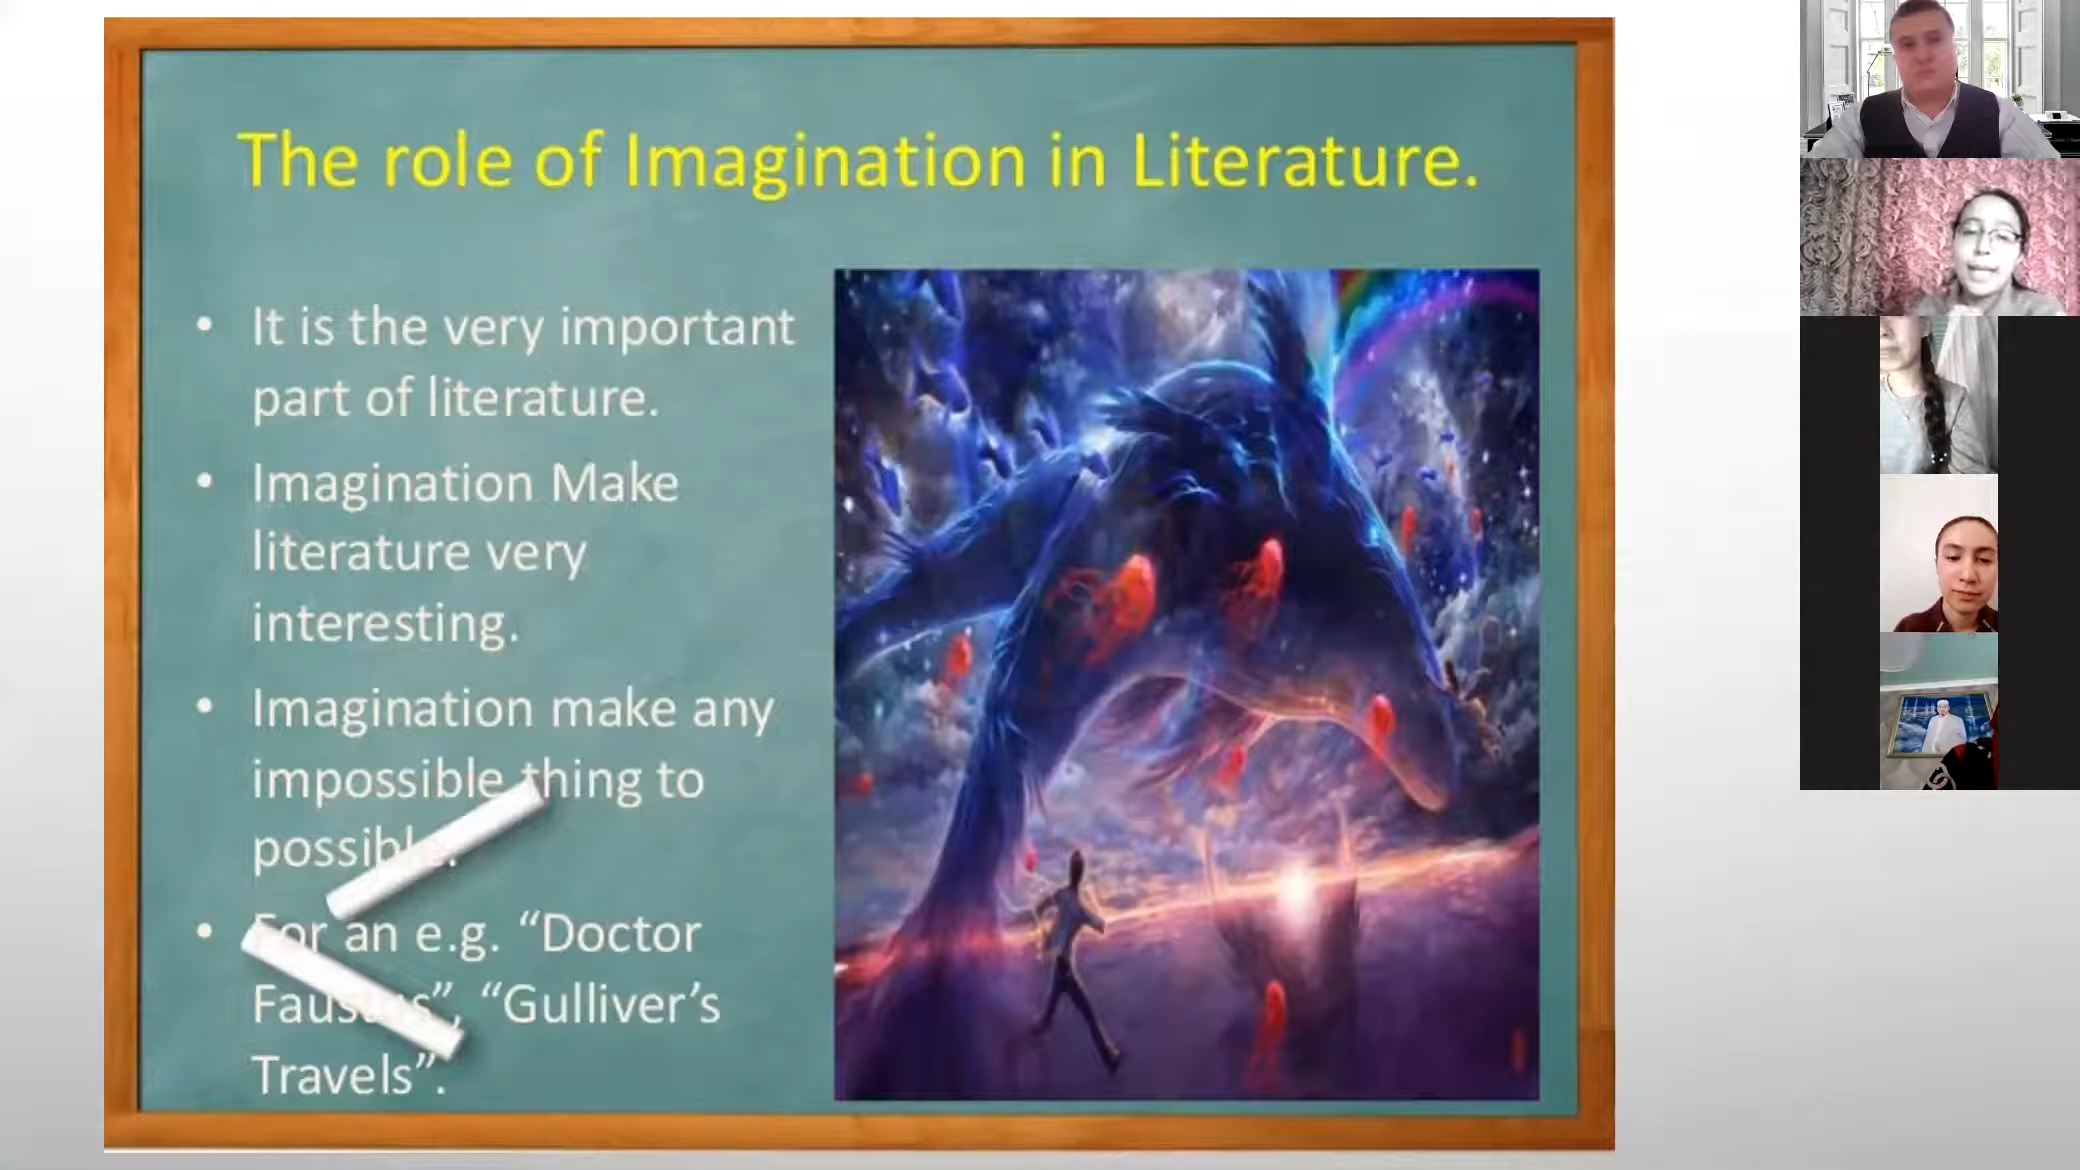 The role of Imagination in Literature.
• It is the very important
part of literature.
• Imagination Make
literature very
interesting.
• Imagination make any
impossible thing to
possible.
• For an e.g. “Doctor
Faustus”, “Gulliver’s
Travels”.